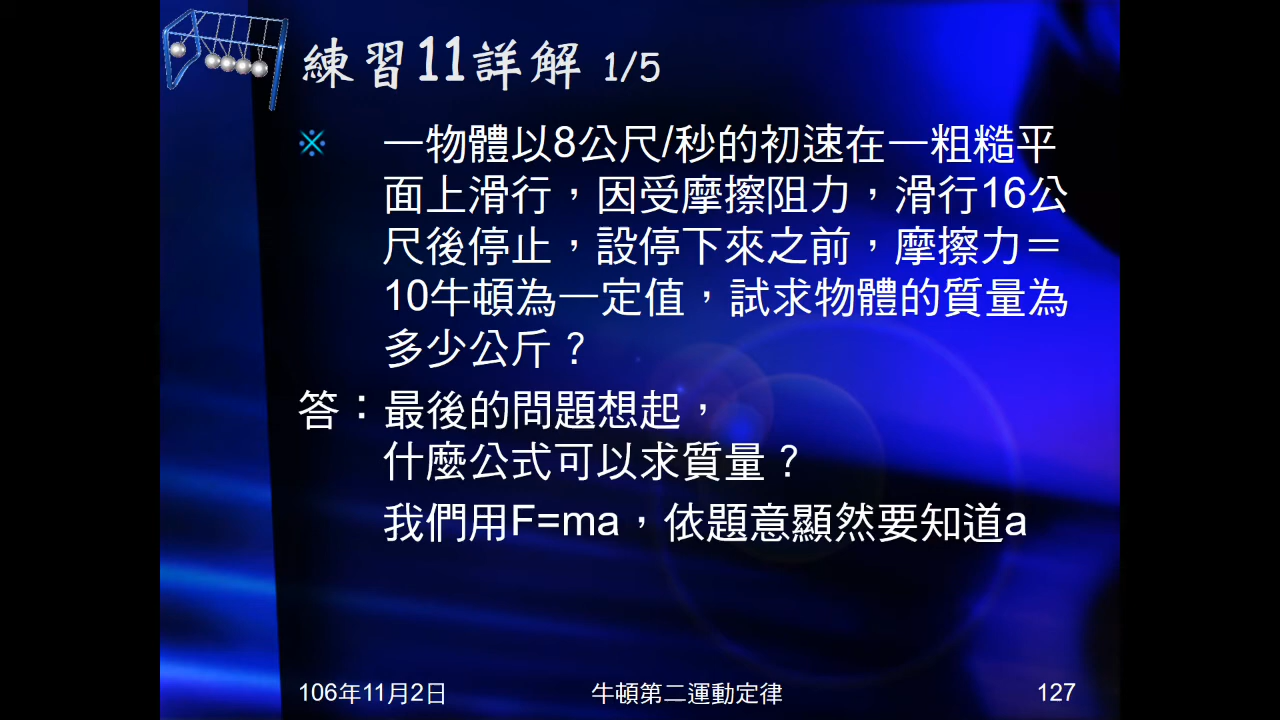 練習11詳解 1/5
※ 一物體以8公尺/秒的初速在一粗糙平
面上滑行，因受摩擦阻力，滑行16公
尺後停止，設停下來之前，摩擦力＝
10牛頓為一定值，試求物體的質量為
多少公斤？
答：最後的問題想起，
什麼公式可以求質量？
我們用F=ma，依題意顯然要知道a
106年11月2日 牛頓第二運動定律 127